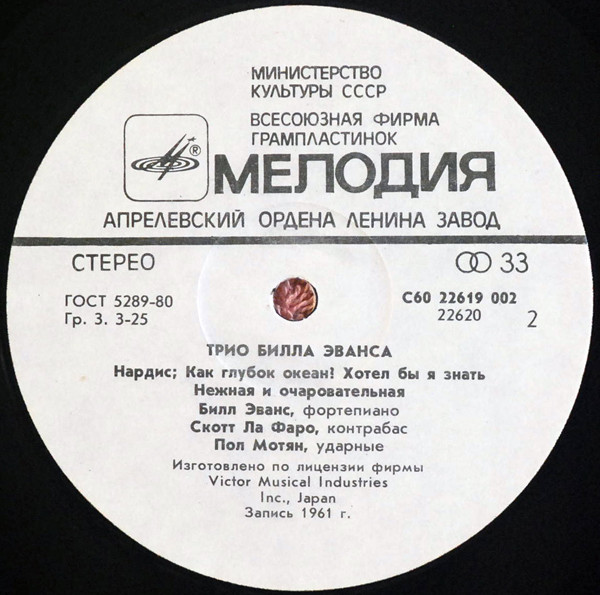 МИНИСТЕРСТВО
КУЛЬТУРЫ СССР
ВСЕСОЮЗНАЯ ФИРМА
ГРАМПЛАСТИНОК
®
МЕЛОДИЯ
АПРЕЛЕВСКИЙ ОРДЕНА ЛЕНИНА ЗАВОД
СТЕРЕО
33
ГОСТ 5289-80
Гр. 3. 3-25
С60 22619 002
22620
2
ТРИО БИЛЛА ЭВАНСА
Нардис; Как глубок океан! Хотел бы я знать
Нежная и очаровательная
Билл Эванс, фортепиано
Скотт Ла Фаро, контрабас
Пол Мотян, ударные
Изготовлено по лицензии фирмы
Victor Musical Industries
Inc., Japan
Запись 1961 г.